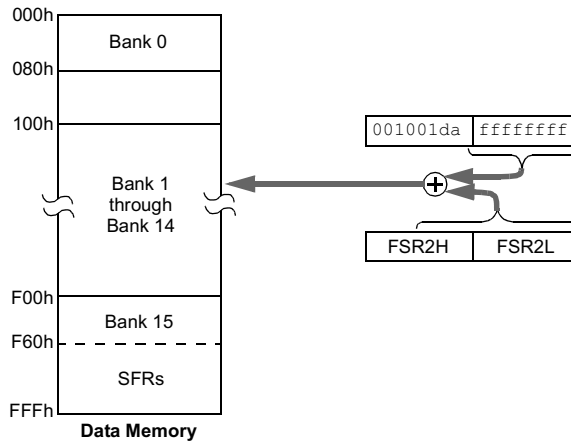 000h
Bank 0
080h
100h
001001da ffffffff
Bank 1
through
Bank 14
FSR2H FSR2L
F00h
Bank 15
F60h
SFRs
FFFh
Data Memory